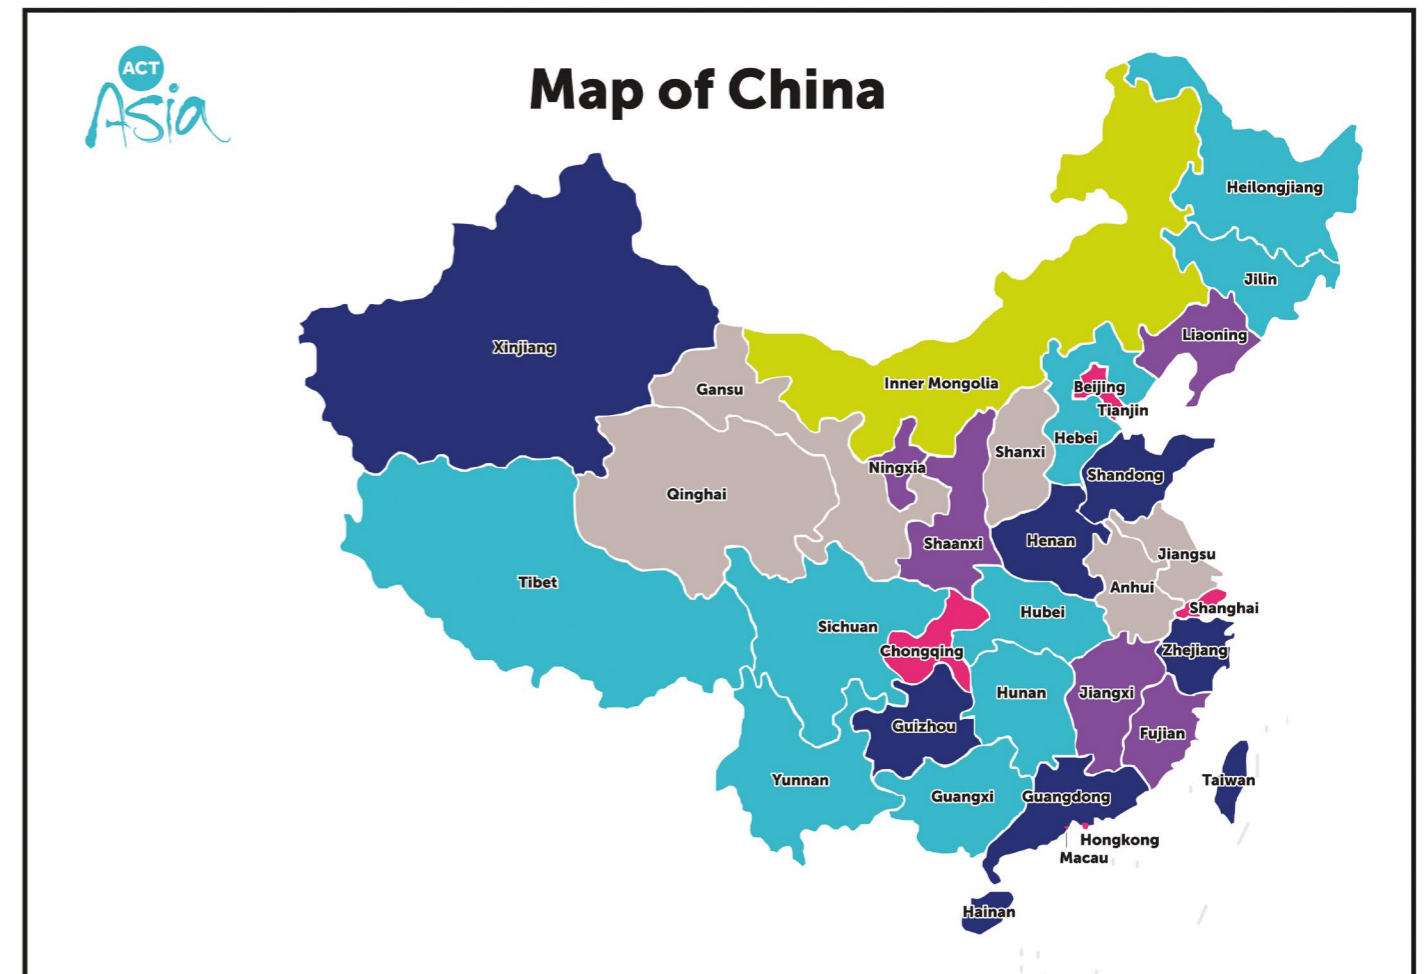 ACT
Asia
Map of China
Heilongjiang
Jilin
Liaoning
Xinjiang
Gansu
Inner Mongolia
Beijing
Tianjin
Hebei
Shanxi
Ningxia
Shandong
Qinghai
Shaanxi
Henan
Jiangsu
Tibet
Anhui
Shanghai
Hubei
Sichuan
Chongqing
Zhejiang
Hunan
Jiangxi
Guizhou
Fujian
Yunnan
Taiwan
Guangxi
Guangdong
Hongkong
Macau
Hainan